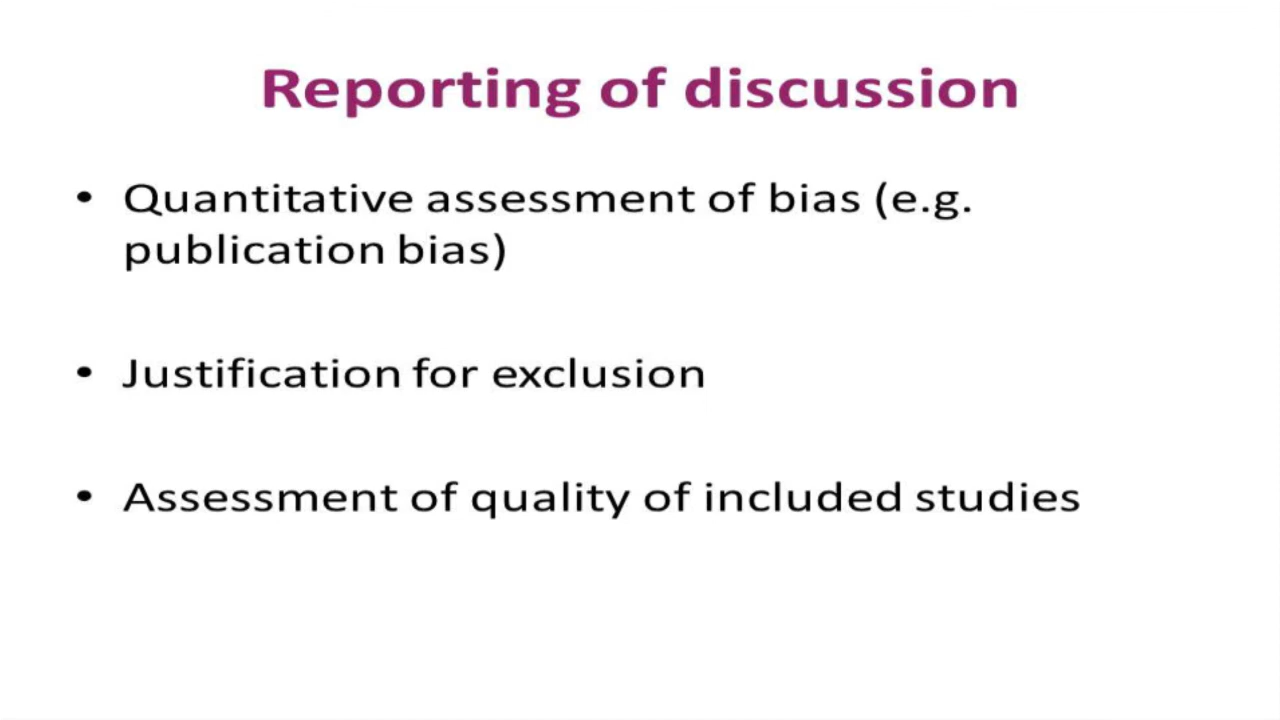 Reporting of discussion
• Quantitative assessment of bias (e.g.
publication bias)
• Justification for exclusion
• Assessment of quality of included studies